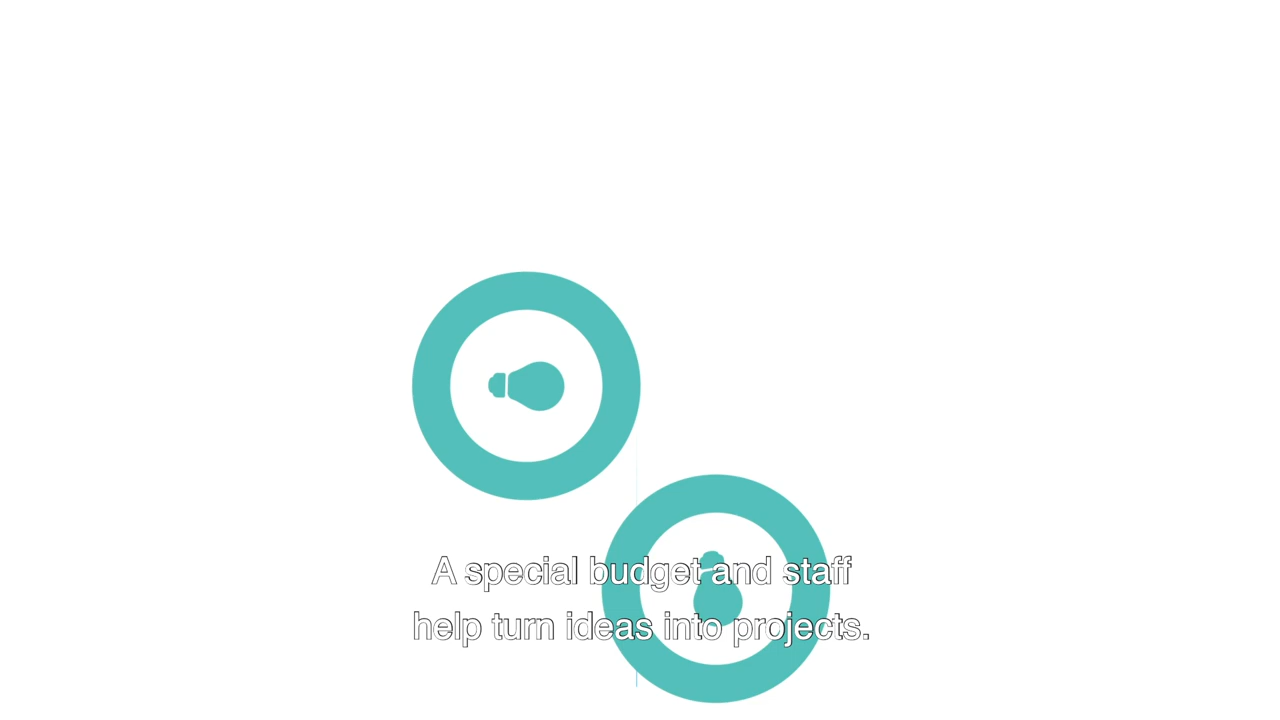 A special budget and staff
help turn ideas into projects.